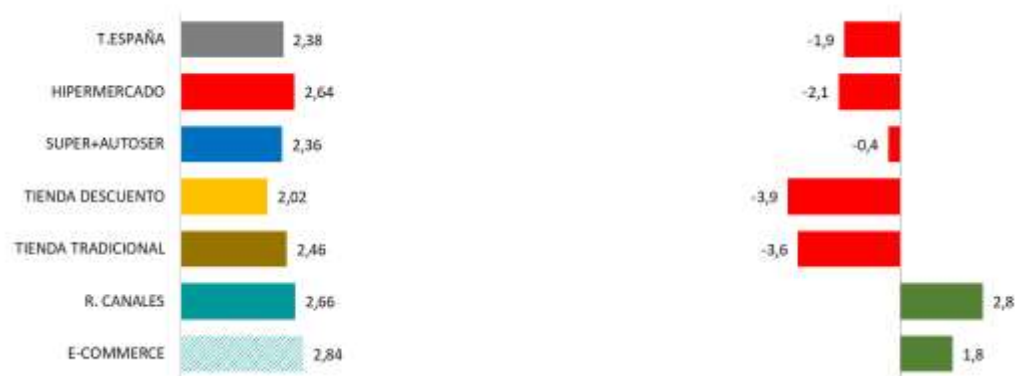 T.ESPAÑA 2,38 -1,9
HIPERMERCADO 2,64 -2,1
SUPER+AUTOSER 2,36 -0,4
TIENDA DESCUENTO 2,02 -3,9
TIENDA TRADICIONAL 2,46 -3,6
R. CANALES 2,66 2,8
E-COMMERCE 2,84 1,8